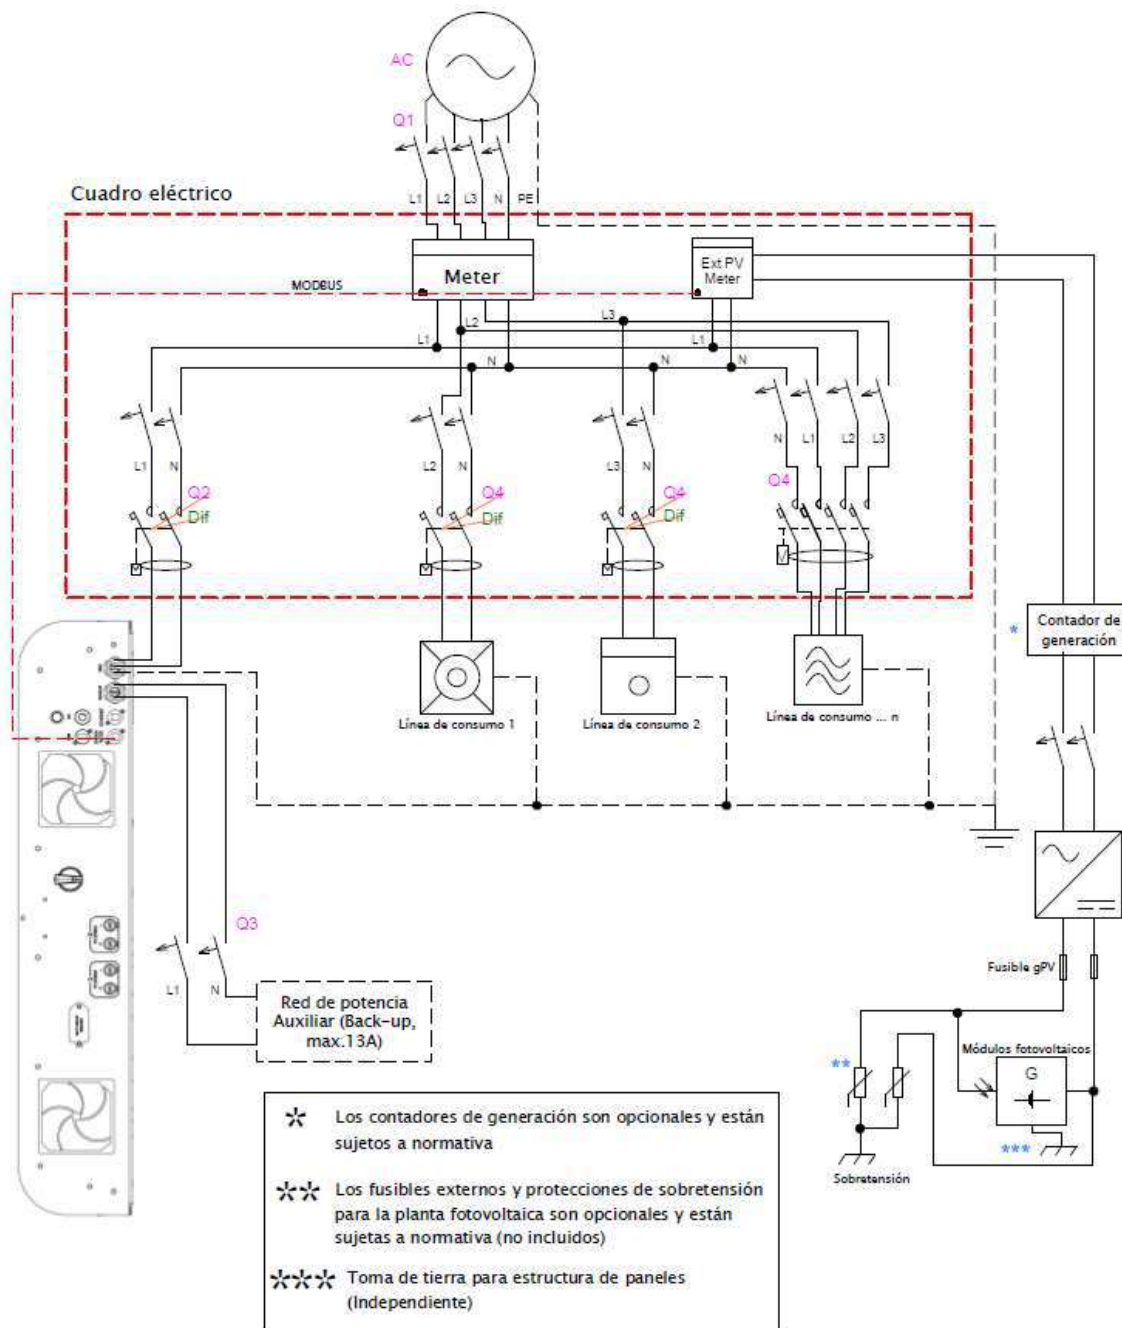 AC
Q1
Cuadro eléctrico
L1
L2
L3
N
PE
Meter
Ext PV
Meter
MODBUS
L1
L2
L3
L1
N
N
N
L1
N
L2
N
L3
N
N
L1
L2
L3
Q2
Dif
Q4
Dif
Q4
Dif
Q4
*
Contador de
generación
Línea de consumo 1
Línea de consumo 2
Línea de consumo ... n
Q3
L1
N
Red de potencia
Auxiliar (Back-up,
max.13A)
Fusible gPV
Módulos fotovoltaicos
**
G
***
Sobretensión
* Los contadores de generación son opcionales y están
sujetos a normativa
** Los fusibles externos y protecciones de sobretensión
para la planta fotovoltaica son opcionales y están
sujetas a normativa (no incluidos)
*** Toma de tierra para estructura de paneles
(Independiente)